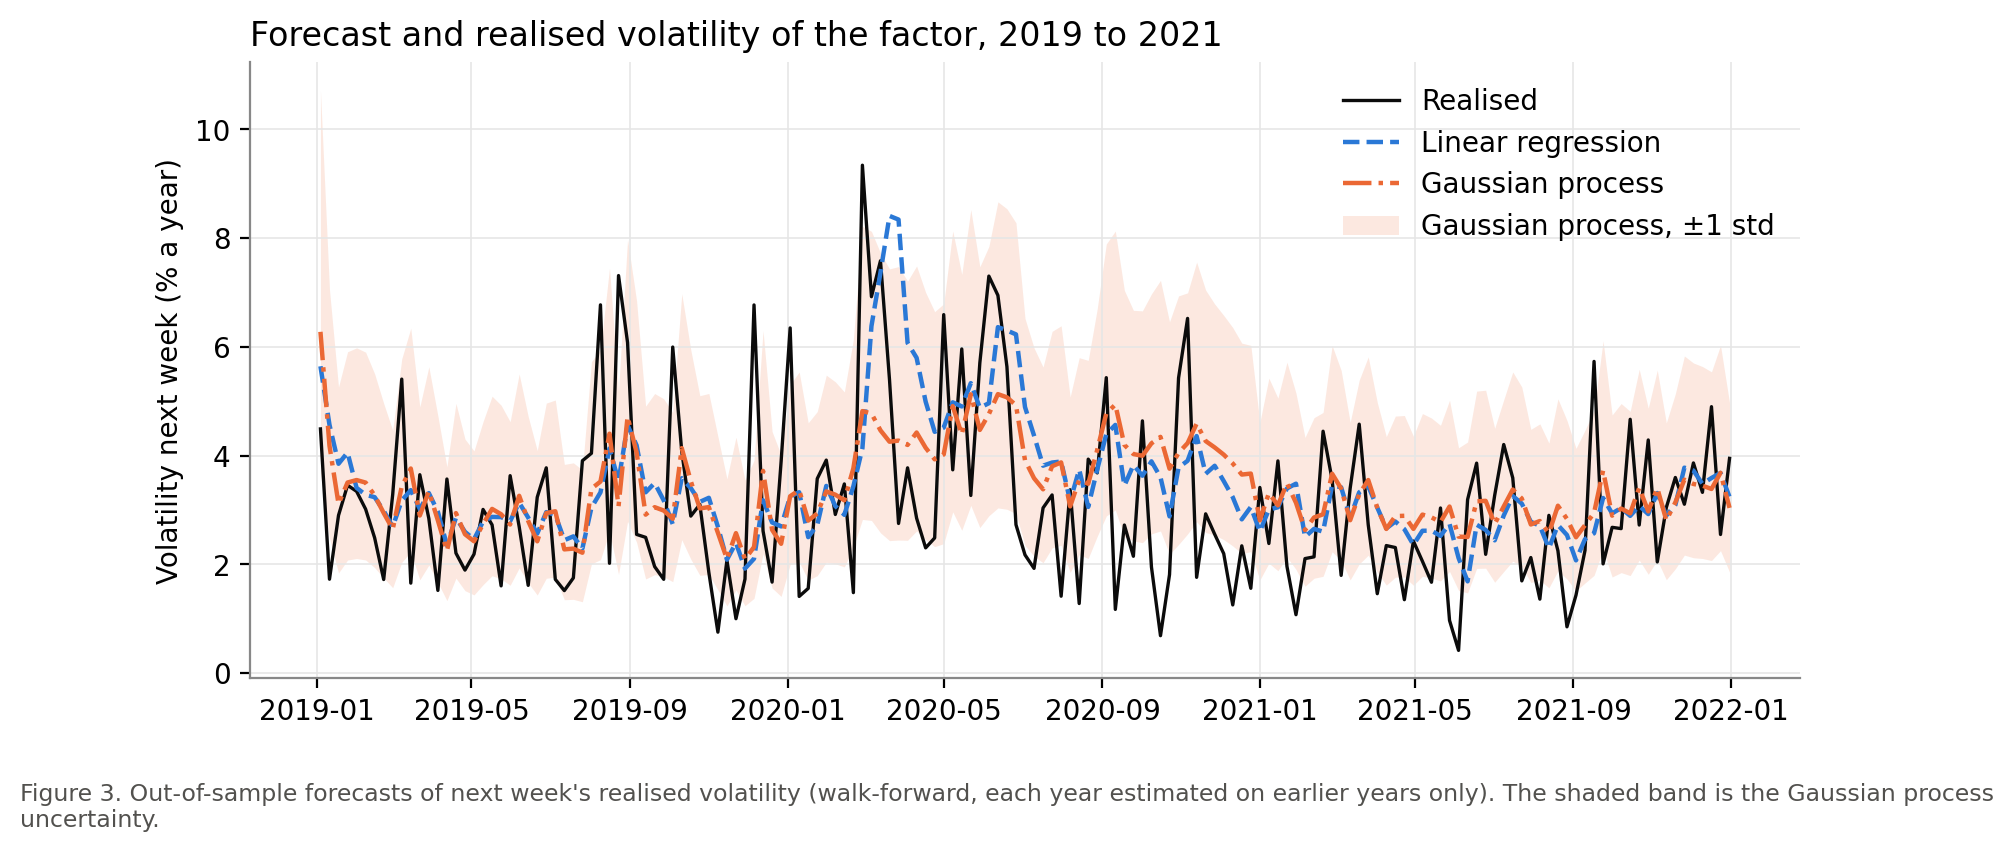 Forecast and realised volatility of the factor, 2019 to 2021
Volatility next week (% a year)
10
8
6
4
2
0
Realised
Linear regression
Gaussian process
Gaussian process, ±1 std
2019-01 2019-05 2019-09 2020-01 2020-05 2020-09 2021-01 2021-05 2021-09 2022-01
Figure 3. Out-of-sample forecasts of next week's realised volatility (walk-forward, each year estimated on earlier years only). The shaded band is the Gaussian process
uncertainty.